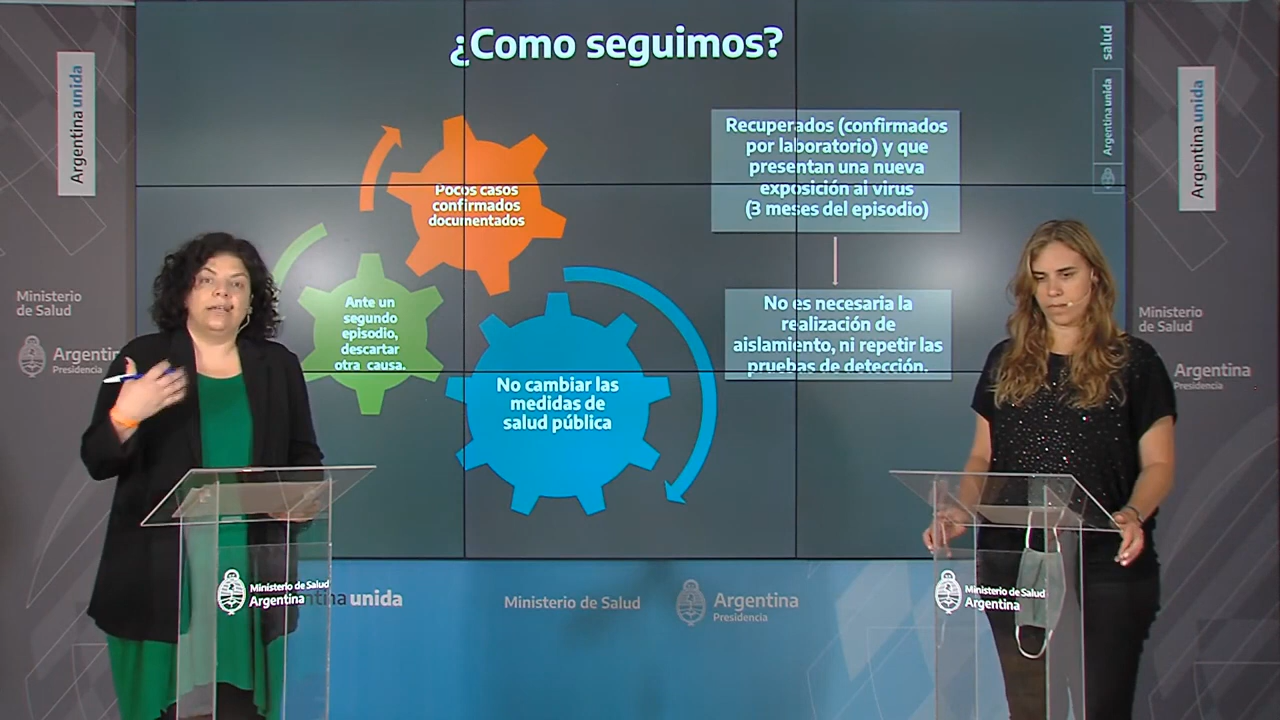 ¿Como seguimos?
salud
Argentina unida
Argentina unida
Argentina unida
Pocos casos
confirmados
documentados
Recuperados (confirmados
por laboratorio) y que
presentan una nueva
exposición al virus
(3 meses del episodio)
Ante un
segundo
episodio,
descartar
otra causa.
No es necesaria la
realización de
aislamiento, ni repetir las
pruebas de detección.
No cambiar las
medidas de
salud pública
Ministerio
de Salud
Argentin
Presidencia
Ministerio
de Salud
Argentina
Presidencia
Ministerio de Salud
Argentina
ntina unida
Ministerio de Salud
Argentina
Presidencia
Ministerio de Salud
Argentina